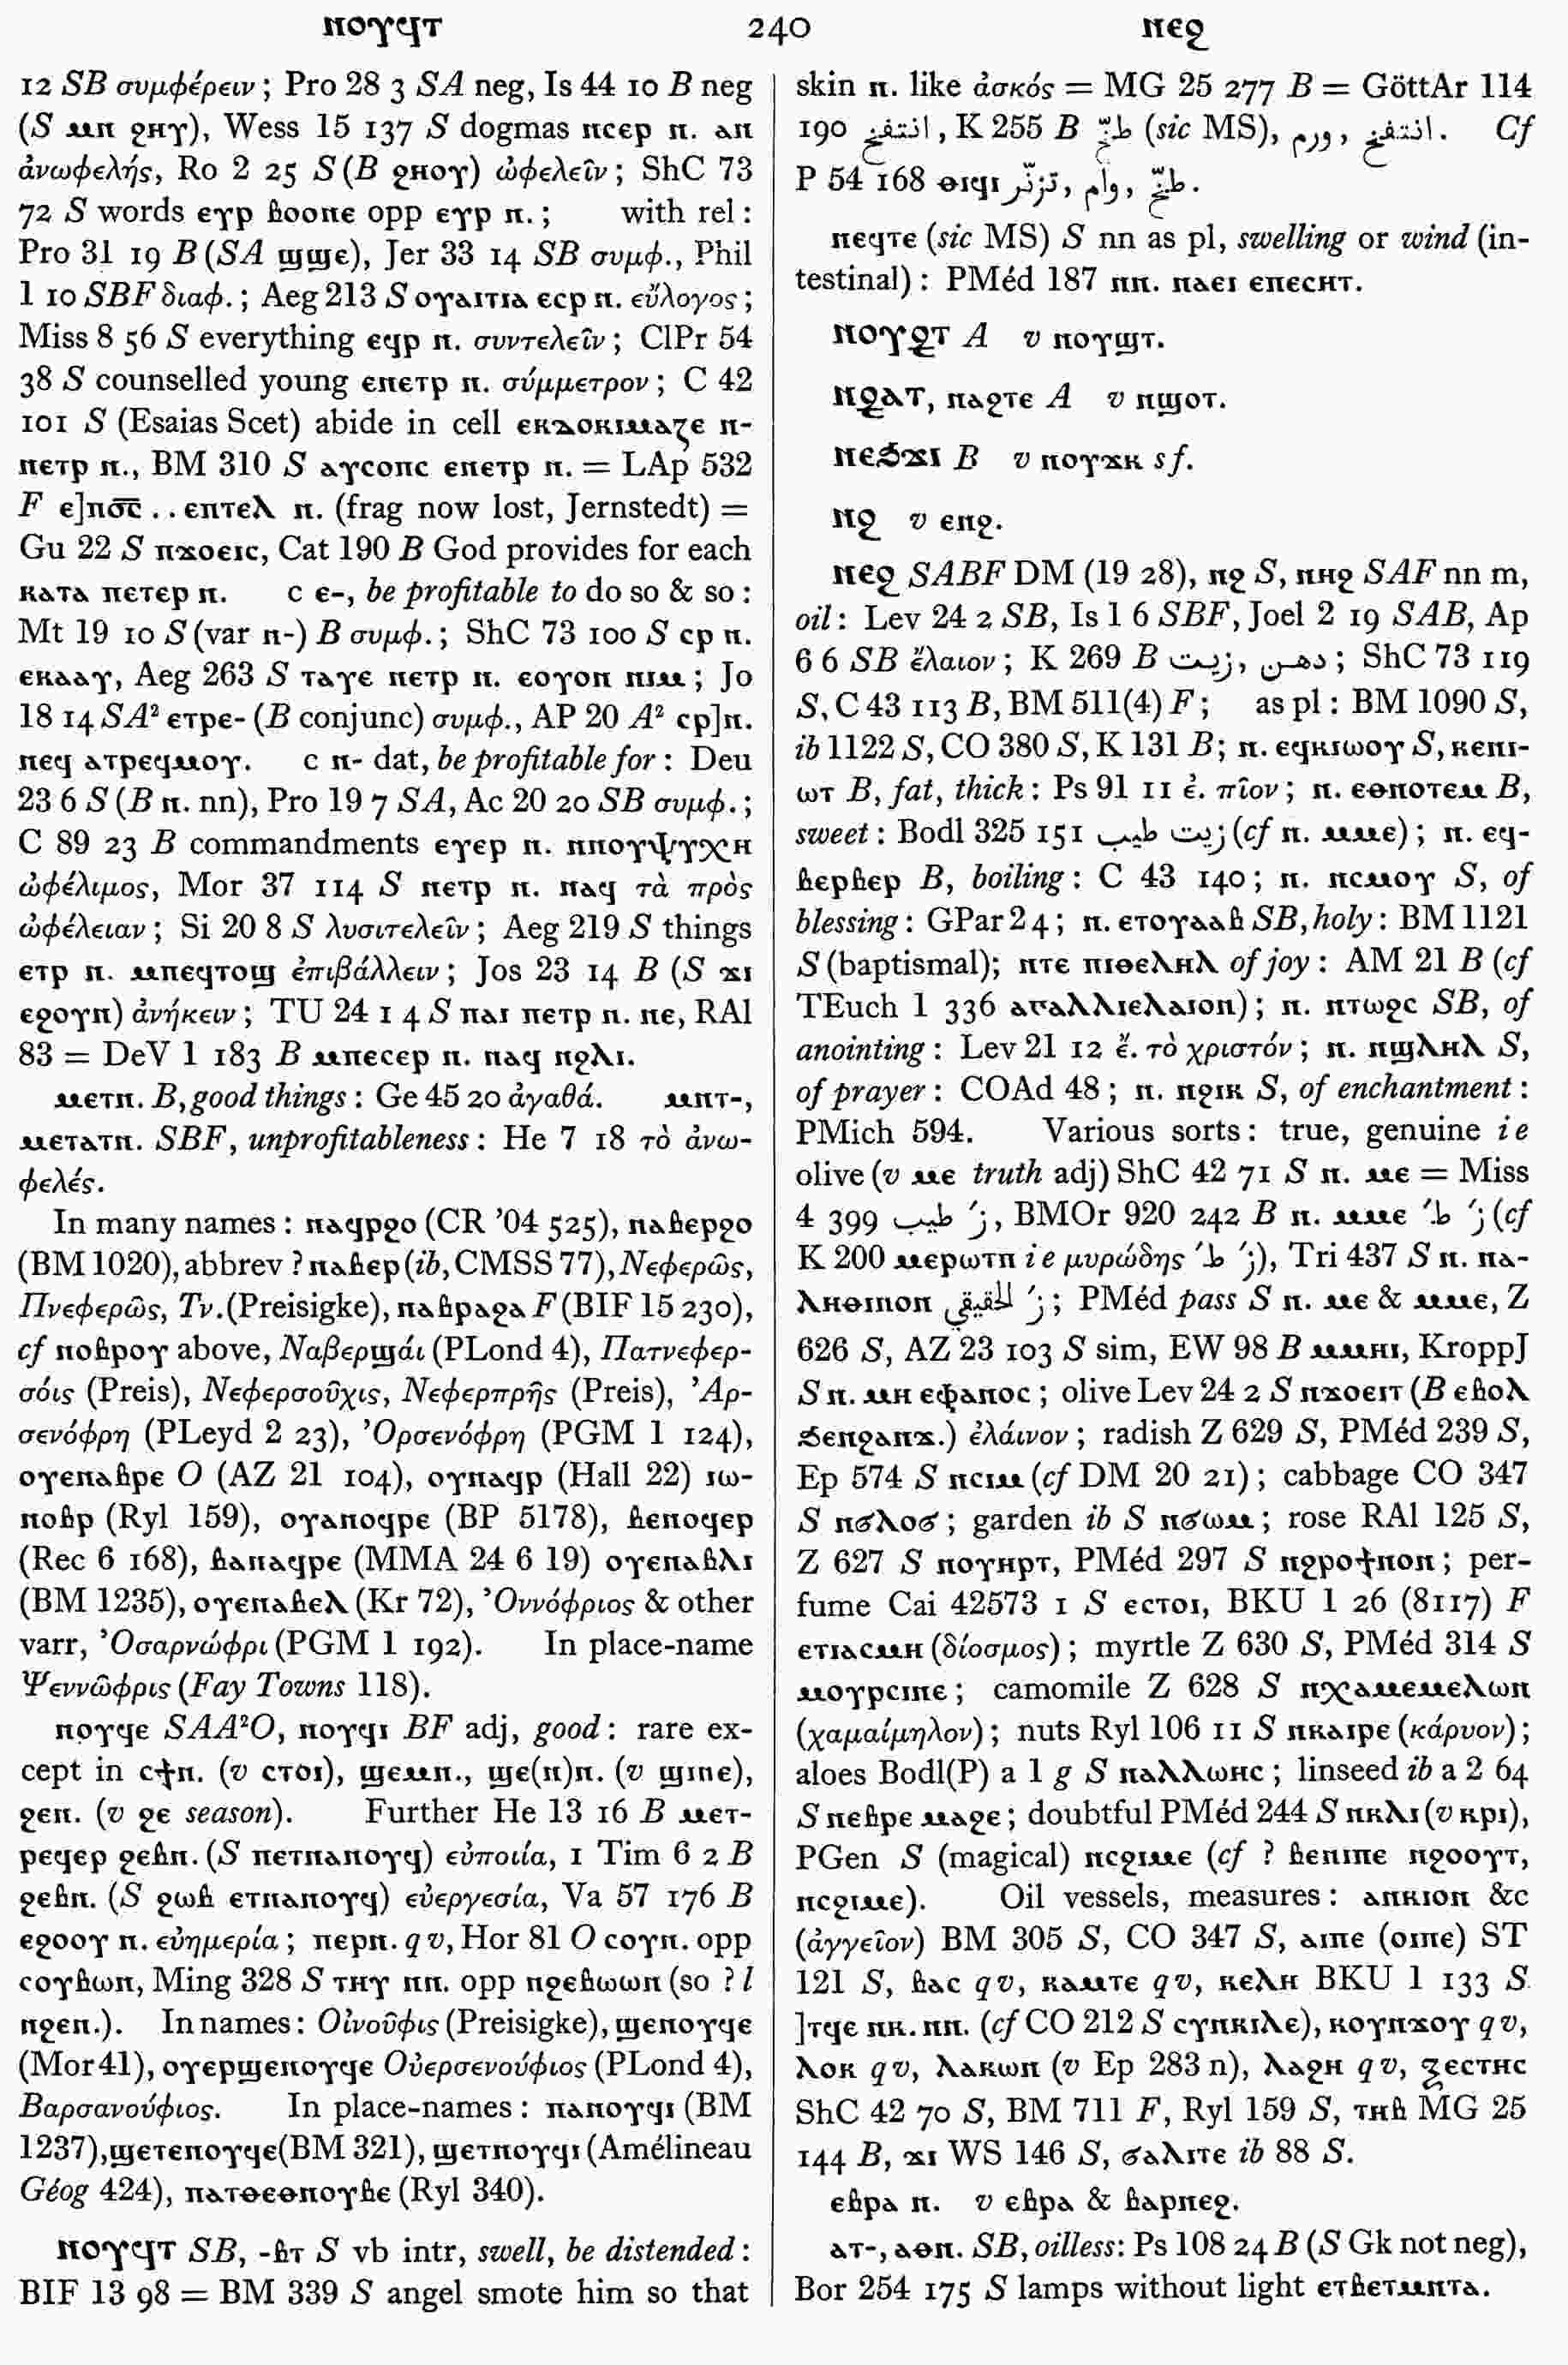 ⲛⲟⲩϥⲧ 240 ⲛⲉϩ
12 SB συμφέρειν; Pro 28 3 SA neg, Is 44 10 B neg
(S ⲙⲛ ϩⲏⲩ), Wess 15 137 S dogmas ⲛⲥⲉⲣ ⲛ. ⲁⲛ
ἀνωφελής, Ro 2 25 S (B ϩⲏⲟⲩ) ὠφελεῖν; ShC 73
72 S words ⲉⲩⲣ ⲃⲟⲟⲛⲉ opp ⲉⲩⲣ ⲛ.; with rel:
Pro 31 19 B (SA ϣϣⲉ), Jer 33 14 SB συμφ., Phil
1 10 SBF διαφ.; Aeg 213 S ⲟⲩⲁⲓⲧⲓⲁ ⲉⲥⲣ ⲛ. εὔλογος;
Miss 8 56 S everything ⲉϥⲣ ⲛ. συντελεῖν; ClPr 54
38 S counselled young ⲉⲛⲉⲧⲣ ⲛ. σύμμετρον; C 42
101 S (Esaias Scet) abide in cell ⲉⲕⲇⲟⲕⲓⲙⲁⲍⲉ ⲛ-
ⲛⲉⲧⲣ ⲛ., BM 310 S ⲁⲩⲥⲟⲛⲥ ⲉⲛⲉⲧⲣ ⲛ. = LAp 532
F ⲉ]ⲛϭ̅ⲥ̅ . . ⲉⲛⲧⲉⲗ ⲛ. (frag now lost, Jernstedt) =
Gu 22 S ⲛϫⲟⲉⲓⲥ, Cat 190 B God provides for each
ⲕⲁⲧⲁ ⲡⲉⲧⲉⲣ ⲛ. c ⲉ-, be profitable to do so & so:
Mt 19 10 S (var ⲛ-) B συμφ.; ShC 73 100 S ⲥⲣ ⲛ.
ⲉⲕⲁⲁⲩ, Aeg 263 S ⲧⲁⲩⲉ ⲡⲉⲧⲣ ⲛ. ⲉⲟⲩⲟⲛ ⲛⲓⲙ; Jo
18 14 SA² ⲉⲧⲣⲉ- (B conjunc) συμφ., AP 20 A² ⲥⲣ]ⲛ.
ⲛⲉϥ ⲁⲧⲣⲉϥⲙⲟⲩ. c ⲛ- dat, be profitable for: Deu
23 6 S (B ⲛ. nn), Pro 19 7 SA, Ac 20 20 SB συμφ.;
C 89 23 B commandments ⲉⲩⲉⲣ ⲛ. ⲛⲛⲟⲩⲯⲩⲭⲏ
ὠφέλιμος, Mor 37 114 S ⲡⲉⲧⲣ ⲛ. ⲛⲁϥ τὰ πρὸς
ὠφέλειαν; Si 20 8 S λυσιτελεῖν; Aeg 219 S things
ⲉⲧⲣ ⲛ. ⲙⲡⲉϥⲧⲟϣ ἐπιβάλλειν; Jos 23 14 B (S ϫⲓ
ⲉϩⲟⲩⲛ) ἀνήκειν; TU 24 1 4 S ⲡⲁⲓ ⲡⲉⲧⲣ ⲛ. ⲡⲉ, RAl
83 = DeV 1 183 B ⲙⲡⲉⲥⲉⲣ ⲛ. ⲛⲁϥ ⲛϩⲗⲓ.
ⲙⲉⲧⲛ. B, good things: Ge 45 20 ἀγαθά. ⲙⲛⲧ-,
ⲙⲉⲧⲁⲧⲛ. SBF, unprofitableness: He 7 18 τὸ ἀνω-
φελές.
In many names: ⲛⲁϥⲣϩⲟ (CR ’04 525), ⲛⲁⲃⲉⲣϩⲟ
(BM 1020), abbrev ? ⲛⲁⲃⲉⲣ (ib, CMSS 77), Νεφερῶς,
Πνεφερῶς, Τν. (Preisigke), ⲛⲁⲃⲣⲁϩⲁ F (BIF 15 230),
cf ⲛⲟⲃⲣⲟⲩ above, Ναβερϣάι (PLond 4), Πατνεφερ-
σόις (Preis), Νεφερσοῦχις, Νεφερπρῆς (Preis), Ἀρ-
σενόφρη (PLeyd 2 23), Ὀρσενόφρη (PGM 1 124),
ⲟⲩⲉⲛⲁⲃⲣⲉ O (AZ 21 104), ⲟⲩⲛⲁϥⲣ (Hall 22) ⲓⲱ-
ⲛⲟⲃⲣ (Ryl 159), ⲟⲩⲁⲛⲟϥⲣⲉ (BP 5178), ⲃⲉⲛⲟϥⲉⲣ
(Rec 6 168), ⲃⲁⲛⲁϥⲣⲉ (MMA 24 6 19) ⲟⲩⲉⲛⲁⲃⲗⲓ
(BM 1235), ⲟⲩⲉⲛⲁⲃⲉⲗ (Kr 72), Ὀννόφριος & other
varr, Ὀσαρνώφρι (PGM 1 192). In place-name
Ψεννῶφρις (Fay Towns 118).
ⲛⲟⲩϥⲉ SAA²O, ⲛⲟⲩϥⲓ BF adj, good: rare ex-
cept in ⲥϯⲛ. (v ⲥⲧⲟⲓ), ϣⲉⲙⲛ., ϣⲉ(ⲛ)ⲛ. (v ϣⲓⲛⲉ),
ϩⲉⲛ. (v ϩⲉ season). Further He 13 16 B ⲙⲉⲧ-
ⲣⲉϥⲉⲣ ϩⲉⲃⲛ. (S ⲡⲉⲧⲛⲁⲛⲟⲩϥ) εὐποιία, 1 Tim 6 2 B
ϩⲉⲃⲛ. (S ϩⲱⲃ ⲉⲧⲛⲁⲛⲟⲩϥ) εὐεργεσία, Va 57 176 B
ⲉϩⲟⲟⲩ ⲛ. εὐημερία; ⲡⲉⲣⲛ. q v, Hor 81 O ⲥⲟⲩⲛ. opp
ⲥⲟⲩⲃⲱⲛ, Ming 328 S ⲧⲏⲩ ⲛⲛ. opp ⲛϩⲉⲃⲱⲱⲛ (so ? l
ⲛϩⲉⲛ.). In names: Οἰνοῦφις (Preisigke), ϣⲉⲛⲟⲩϥⲉ
(Mor 41), ⲟⲩⲉⲣϣⲉⲛⲟⲩϥⲉ Οὐερσενούφιος (PLond 4),
Βαρσανούφιος. In place-names: ⲡⲁⲛⲟⲩϥⲓ (BM
1237), ϣⲉⲧⲉⲛⲟⲩϥⲉ (BM 321), ϣⲉⲧⲛⲟⲩϥⲓ (Amélineau
Géog 424), ⲡⲁⲧⲑⲉⲑⲛⲟⲩⲃⲉ (Ryl 340).
ⲛⲟⲩϥⲧ SB, -ⲃⲧ S vb intr, swell, be distended:
BIF 13 98 = BM 339 S angel smote him so that
skin ⲛ. like ἀσκός = MG 25 277 B = GöttAr 114
190 انتفخ, K 255 B طخّ (sic MS), ورم, انتفخ. Cf
P 54 168 ⲑⲓϥⲓ تزنّر, وام, طخّ.
ⲛⲉϥⲧⲉ (sic MS) S nn as pl, swelling or wind (in-
testinal): PMéd 187 ⲛⲛ. ⲛⲁⲉⲓ ⲉⲡⲉⲥⲏⲧ.
ⲛⲟⲩϩⲧ A v ⲛⲟⲩϣⲧ.
ⲛϩⲁⲧ, ⲛⲁϩⲧⲉ A v ⲛϣⲟⲧ.
ⲛⲉϧϫⲓ B v ⲛⲟⲩϫⲕ sf.
ⲛϩ v ⲉⲛϩ.
ⲛⲉϩ SABF DM (19 28), ⲛϩ S, ⲛⲏϩ SAF nn m,
oil: Lev 24 2 SB, Is 1 6 SBF, Joel 2 19 SAB, Ap
6 6 SB ἔλαιον; K 269 B زيت, دهن; ShC 73 119
S, C 43 113 B, BM 511(4) F; as pl: BM 1090 S,
ib 1122 S, CO 380 S, K 131 B; ⲛ. ⲉϥⲕⲓⲱⲟⲩ S, ⲕⲉⲛⲓ-
ⲱⲧ B, fat, thick: Ps 91 11 ἐ. πῖον; ⲛ. ⲉⲑⲛⲟⲧⲉⲙ B,
sweet: Bodl 325 151 زيت طيب (cf ⲛ. ⲙⲙⲉ); ⲛ. ⲉϥ-
ⲃⲉⲣⲃⲉⲣ B, boiling: C 43 140; ⲛ. ⲛⲥⲙⲟⲩ S, of
blessing: GPar 2 4; ⲛ. ⲉⲧⲟⲩⲁⲁⲃ SB, holy: BM 1121
S (baptismal); ⲛⲧⲉ ⲡⲓⲑⲉⲗⲏⲗ of joy: AM 21 B (cf
TEuch 1 336 ⲁⲅⲁⲗⲗⲓⲉⲗⲁⲓⲟⲛ); ⲛ. ⲛⲧⲱϩⲥ SB, of
anointing: Lev 21 12 ἔ. τὸ χριστόν; ⲛ. ⲛϣⲗⲏⲗ S,
of prayer: COAd 48; ⲛ. ⲛϩⲓⲕ S, of enchantment:
PMich 594. Various sorts: true, genuine i e
olive (v ⲙⲉ truth adj) ShC 42 71 S ⲛ. ⲙⲉ = Miss
4 399 ز′ طيب, BMOr 920 242 B ⲛ. ⲙⲙⲉ ز′ ط′ (cf
K 200 ⲙⲉⲣⲱⲧⲛ i e μυρώδης ز′ ط′), Tri 437 S ⲛ. ⲛⲁ-
ⲗⲏⲑⲓⲛⲟⲛ ز′ للقيقي; PMéd pass S ⲛ. ⲙⲉ & ⲙⲙⲉ, Z
626 S, AZ 23 103 S sim, EW 98 B ⲙⲙⲏⲓ, KroppJ
S ⲛ. ⲙⲏ ⲉⲫⲁⲛⲟⲥ; olive Lev 24 2 S ⲛϫⲟⲉⲓⲧ (B ⲉⲃⲟⲗ
ϧⲉⲛϩⲁⲛϫ.) ἐλάινον; radish Z 629 S, PMéd 239 S,
Ep 574 S ⲛⲥⲓⲙ (cf DM 20 21); cabbage CO 347
S ⲛϭⲗⲟϭ; garden ib S ⲛϭⲱⲙ; rose RAl 125 S,
Z 627 S ⲛⲟⲩⲏⲣⲧ, PMéd 297 S ⲛϩⲣⲟϯⲛⲟⲛ; per-
fume Cai 42573 1 S ⲉⲥⲧⲟⲓ, BKU 1 26 (8117) F
ⲉⲧⲓⲁⲥⲙⲏ (δίοσμος); myrtle Z 630 S, PMéd 314 S
ⲙⲟⲩⲣⲥⲓⲛⲉ; camomile Z 628 S ⲛⲭⲁⲙⲉⲙⲉⲗⲱⲛ
(χαμαίμηλον); nuts Ryl 106 11 S ⲛⲕⲁⲓⲣⲉ (κάρυον);
aloes Bodl(P) a 1 g S ⲛⲁⲗⲗⲱⲏⲥ; linseed ib a 2 64
S ⲛⲉⲃⲣⲉ ⲙⲁϩⲉ; doubtful PMéd 244 S ⲛⲕⲗⲓ (v ⲕⲣⲓ),
PGen S (magical) ⲛⲥϩⲓⲙⲉ (cf ? ⲃⲉⲛⲓⲛⲉ ⲛϩⲟⲟⲩⲧ,
ⲛⲥϩⲓⲙⲉ). Oil vessels, measures: ⲁⲛⲕⲓⲟⲛ &c
(ἀγγεῖον) BM 305 S, CO 347 S, ⲁⲓⲡⲉ (ⲟⲓⲡⲉ) ST
121 S, ⲃⲁⲥ q v, ⲕⲁⲙⲧⲉ q v, ⲕⲉⲗⲏ BKU 1 133 S
]ⲧϥⲉ ⲛⲕ. ⲛⲛ. (cf CO 212 S ⲥⲩⲛⲕⲓⲗⲉ), ⲕⲟⲩⲛϫⲟⲩ q v,
ⲗⲟⲕ q v, ⲗⲁⲕⲱⲛ (v Ep 283 n), ⲗⲁϩⲏ q v, ⲝⲉⲥⲧⲏⲥ
ShC 42 70 S, BM 711 F, Ryl 159 S, ⲧⲏⲃ MG 25
144 B, ϫⲓ WS 146 S, ϭⲁⲗⲓⲧⲉ ib 88 S.
ⲉⲃⲣⲁ ⲛ. v ⲉⲃⲣⲁ & ⲃⲁⲣⲛⲉϩ.
ⲁⲧ-, ⲁⲑⲛ. SB, oilless: Ps 108 24 B (S Gk not neg),
Bor 254 175 S lamps without light ⲉⲧⲃⲉⲧⲙⲛⲧⲁ.